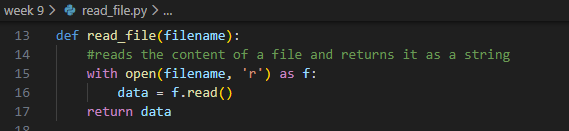 week 9 > read_file.py > ...
13 def read_file(filename):
14     #reads the content of a file and returns it as a string
15     with open(filename, 'r') as f:
16         data = f.read()
17     return data
18